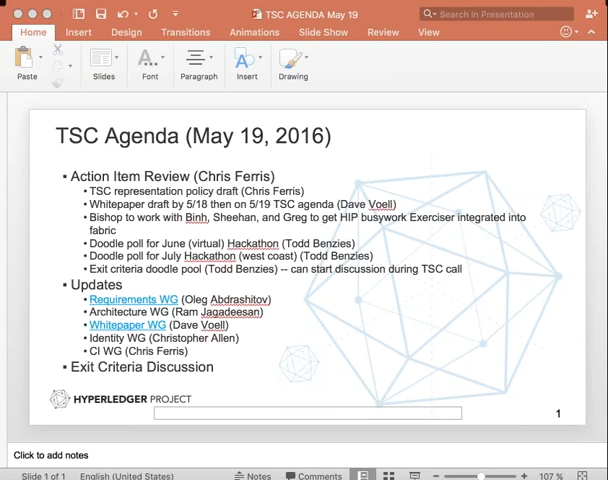 TSC AGENDA May 19
Search in Presentation
Home Insert Design Transitions Animations Slide Show Review View
Paste Slides Font Paragraph Insert Drawing
TSC Agenda (May 19, 2016)
▪ Action Item Review (Chris Ferris)
▪ TSC representation policy draft (Chris Ferris)
▪ Whitepaper draft by 5/18 then on 5/19 TSC agenda (Dave Voell)
▪ Bishop to work with Binh, Sheehan, and Greg to get HIP busywork Exerciser integrated into
fabric
▪ Doodle poll for June (virtual) Hackathon (Todd Benzies)
▪ Doodle poll for July Hackathon (west coast) (Todd Benzies)
▪ Exit criteria doodle pool (Todd Benzies) -- can start discussion during TSC call
▪ Updates
▪ Requirements WG (Oleg Abdrashitov)
▪ Architecture WG (Ram Jagadeesan)
▪ Whitepaper WG (Dave Voell)
▪ Identity WG (Christopher Allen)
▪ CI WG (Chris Ferris)
▪ Exit Criteria Discussion
HYPERLEDGER PROJECT
1
Click to add notes
Slide 1 of 1 English (United States) Notes Comments 107 %